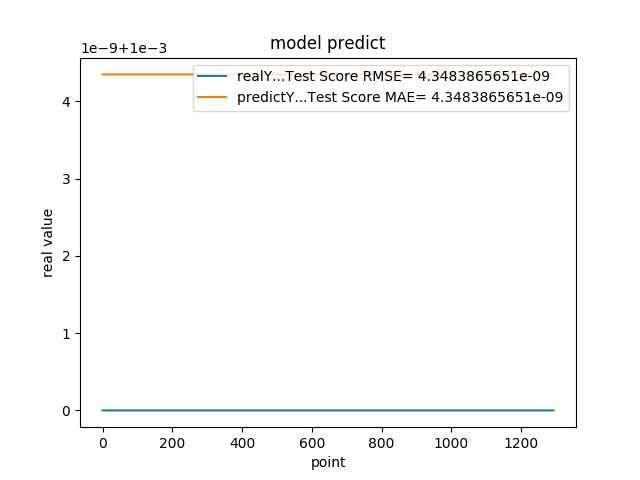 model predict
1e−9+1e−3
realY...Test Score RMSE= 4.3483865651e-09
predictY...Test Score MAE= 4.3483865651e-09
4
3
2
1
0
real value
0 200 400 600 800 1000 1200
point